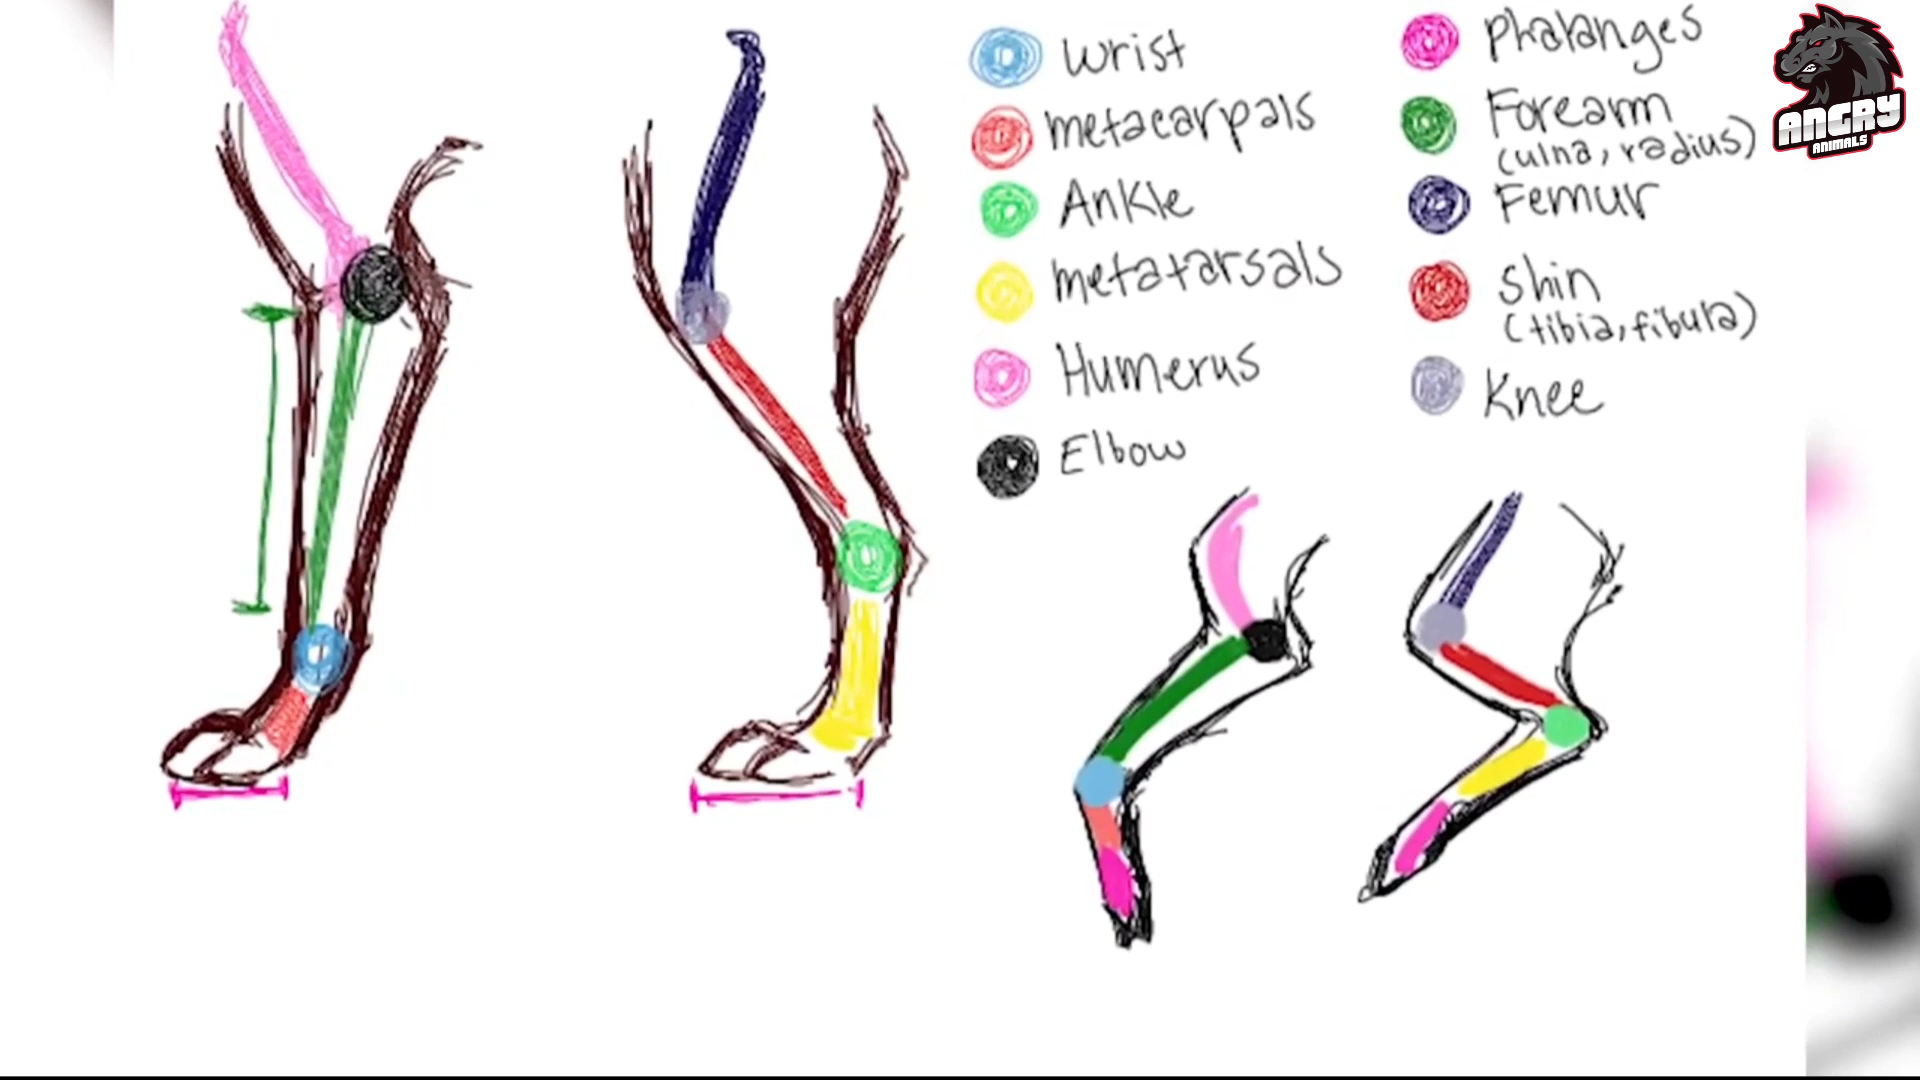 wrist
metacarpals
Ankle
metatarsals
Humerus
Elbow
phalanges
Forearm
(ulna, radius)
Femur
shin
(tibia, fibula)
Knee
ANGRY
ANIMALS